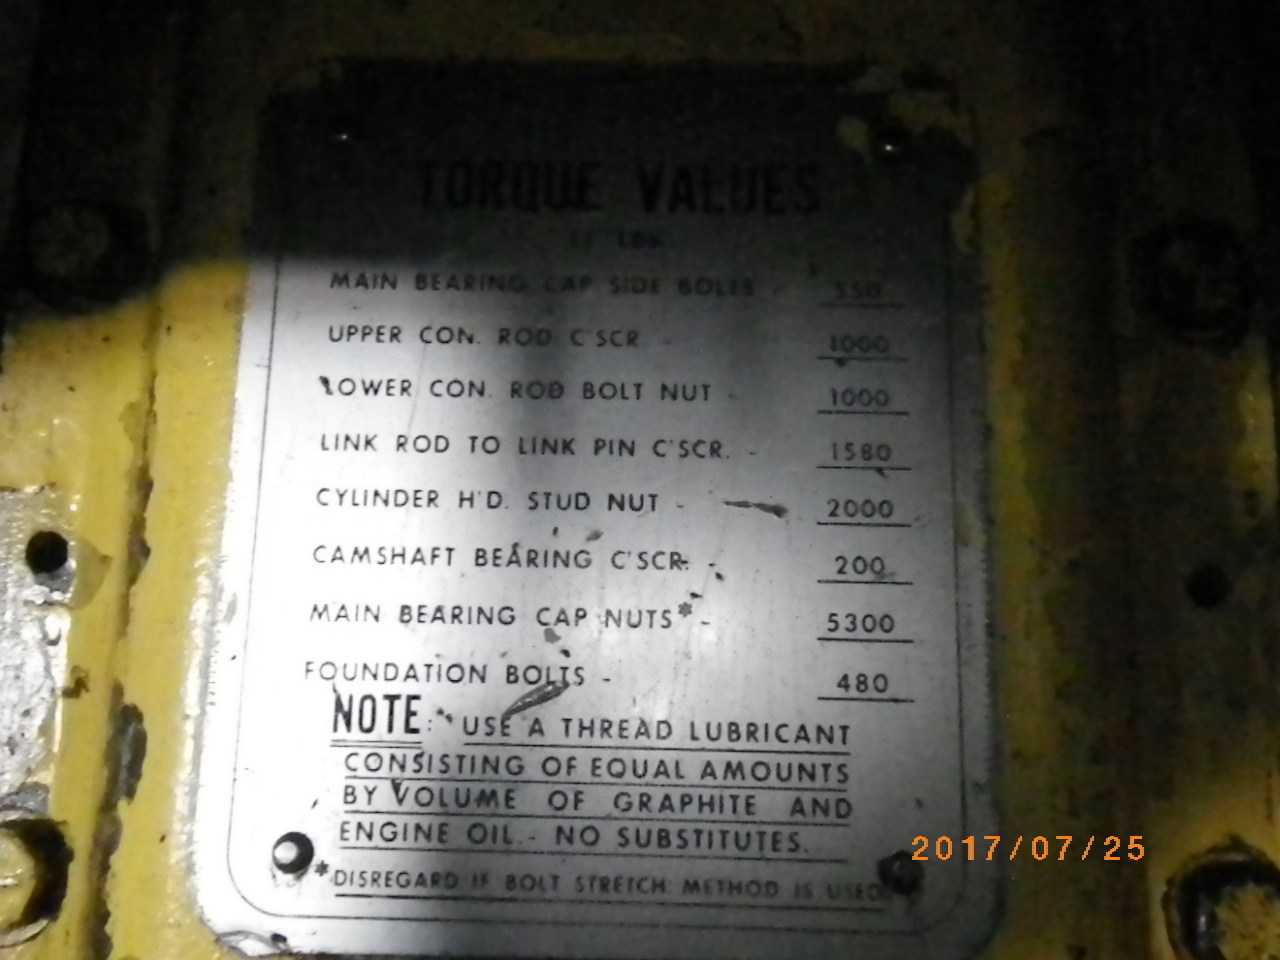 TORQUE VALUES
FT LBS.
MAIN BEARING CAP SIDE BOLTS - 550
UPPER CON. ROD C'SCR. - 1000
LOWER CON. ROD BOLT NUT - 1000
LINK ROD TO LINK PIN C'SCR. - 1580
CYLINDER H'D. STUD NUT - 2000
CAMSHAFT BEARING C'SCR. - 200
MAIN BEARING CAP NUTS* - 5300
FOUNDATION BOLTS - 480
NOTE: * USE A THREAD LUBRICANT
CONSISTING OF EQUAL AMOUNTS
BY VOLUME OF GRAPHITE AND
ENGINE OIL. - NO SUBSTITUTES.
*DISREGARD IF BOLT STRETCH METHOD IS USED
2017/07/25